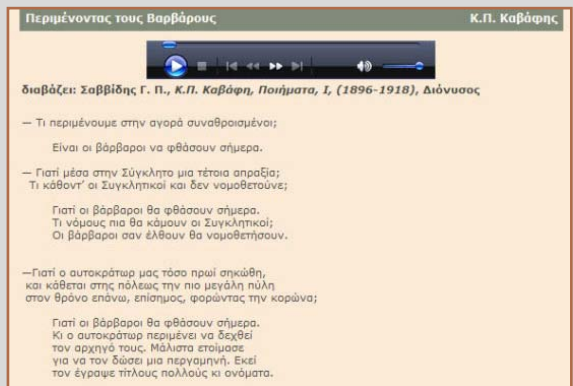 Περιμένοντας τους Βαρβάρους Κ.Π. Καβάφης
διαβάζει: Σαββίδης Γ. Π., Κ.Π. Καβάφη, Ποιήματα, Ι, (1896-1918), Διόνυσος
— Τι περιμένουμε στην αγορά συναθροισμένοι;
Είναι οι βάρβαροι να φθάσουν σήμερα.
— Γιατί μέσα στην Σύγκλητο μια τέτοια απραξία;
Τι κάθοντ' οι Συγκλητικοί και δεν νομοθετούνε;
Γιατί οι βάρβαροι θα φθάσουν σήμερα.
Τι νόμους πια θα κάμουν οι Συγκλητικοί;
Οι βάρβαροι σαν έλθουν θα νομοθετήσουν.
—Γιατί ο αυτοκράτωρ μας τόσο πρωί σηκώθη,
και κάθεται στης πόλεως την πιο μεγάλη πύλη
στον θρόνο επάνω, επίσημος, φορώντας την κορώνα;
Γιατί οι βάρβαροι θα φθάσουν σήμερα.
Κι ο αυτοκράτωρ περιμένει να δεχθεί
τον αρχηγό τους. Μάλιστα ετοίμασε
για να τον δώσει μια περγαμηνή. Εκεί
τον έγραψε τίτλους πολλούς κι ονόματα.